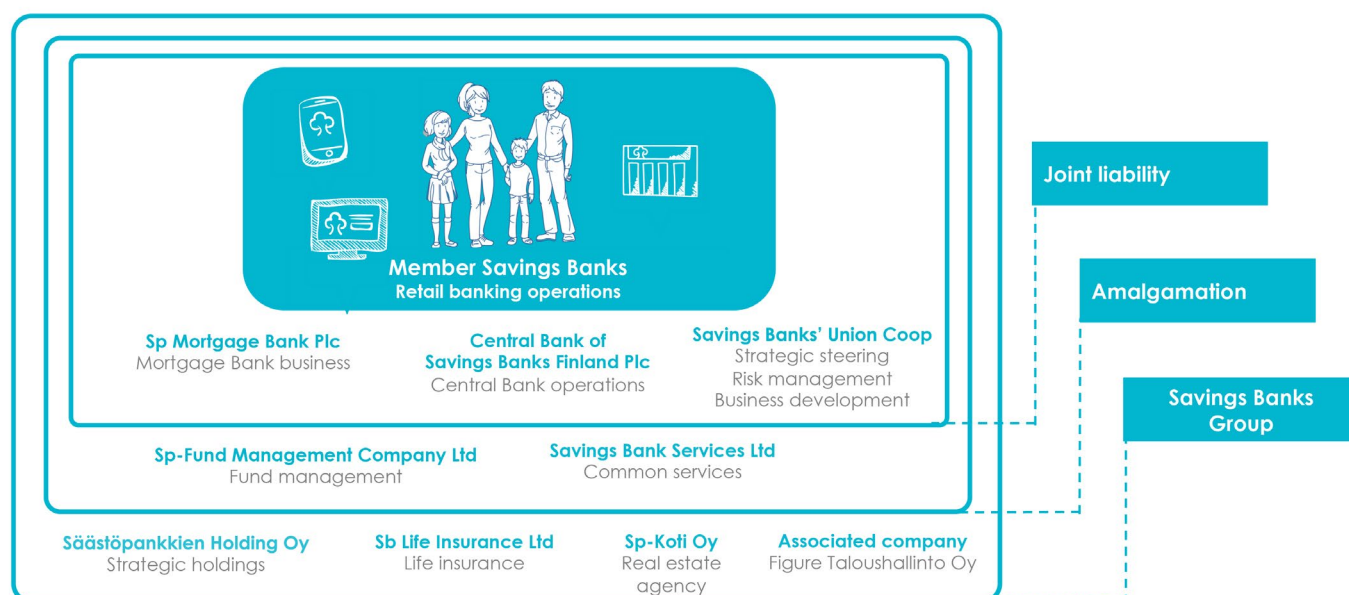 Member Savings Banks
Retail banking operations
Sp Mortgage Bank Plc
Mortgage Bank business
Central Bank of
Savings Banks Finland Plc
Central Bank operations
Savings Banks' Union Coop
Strategic steering
Risk management
Business development
Sp-Fund Management Company Ltd
Fund management
Savings Bank Services Ltd
Common services
Säästöpankkien Holding Oy
Strategic holdings
Sb Life Insurance Ltd
Life insurance
Sp-Koti Oy
Real estate
agency
Associated company
Figure Taloushallinto Oy
Joint liability
Amalgamation
Savings Banks
Group